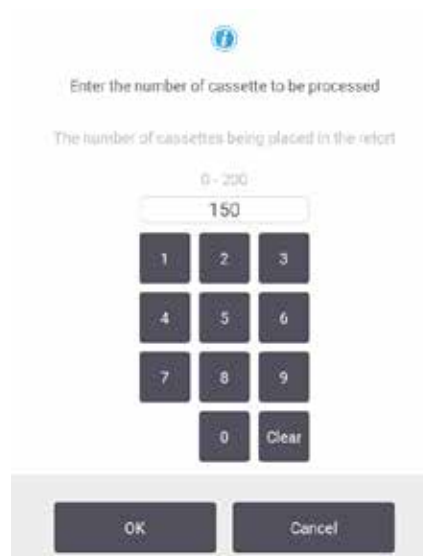 i
Enter the number of cassette to be processed
The number of cassettes being placed in the retort
0 - 200
150
1 2 3
4 5 6
7 8 9
0 Clear
OK Cancel